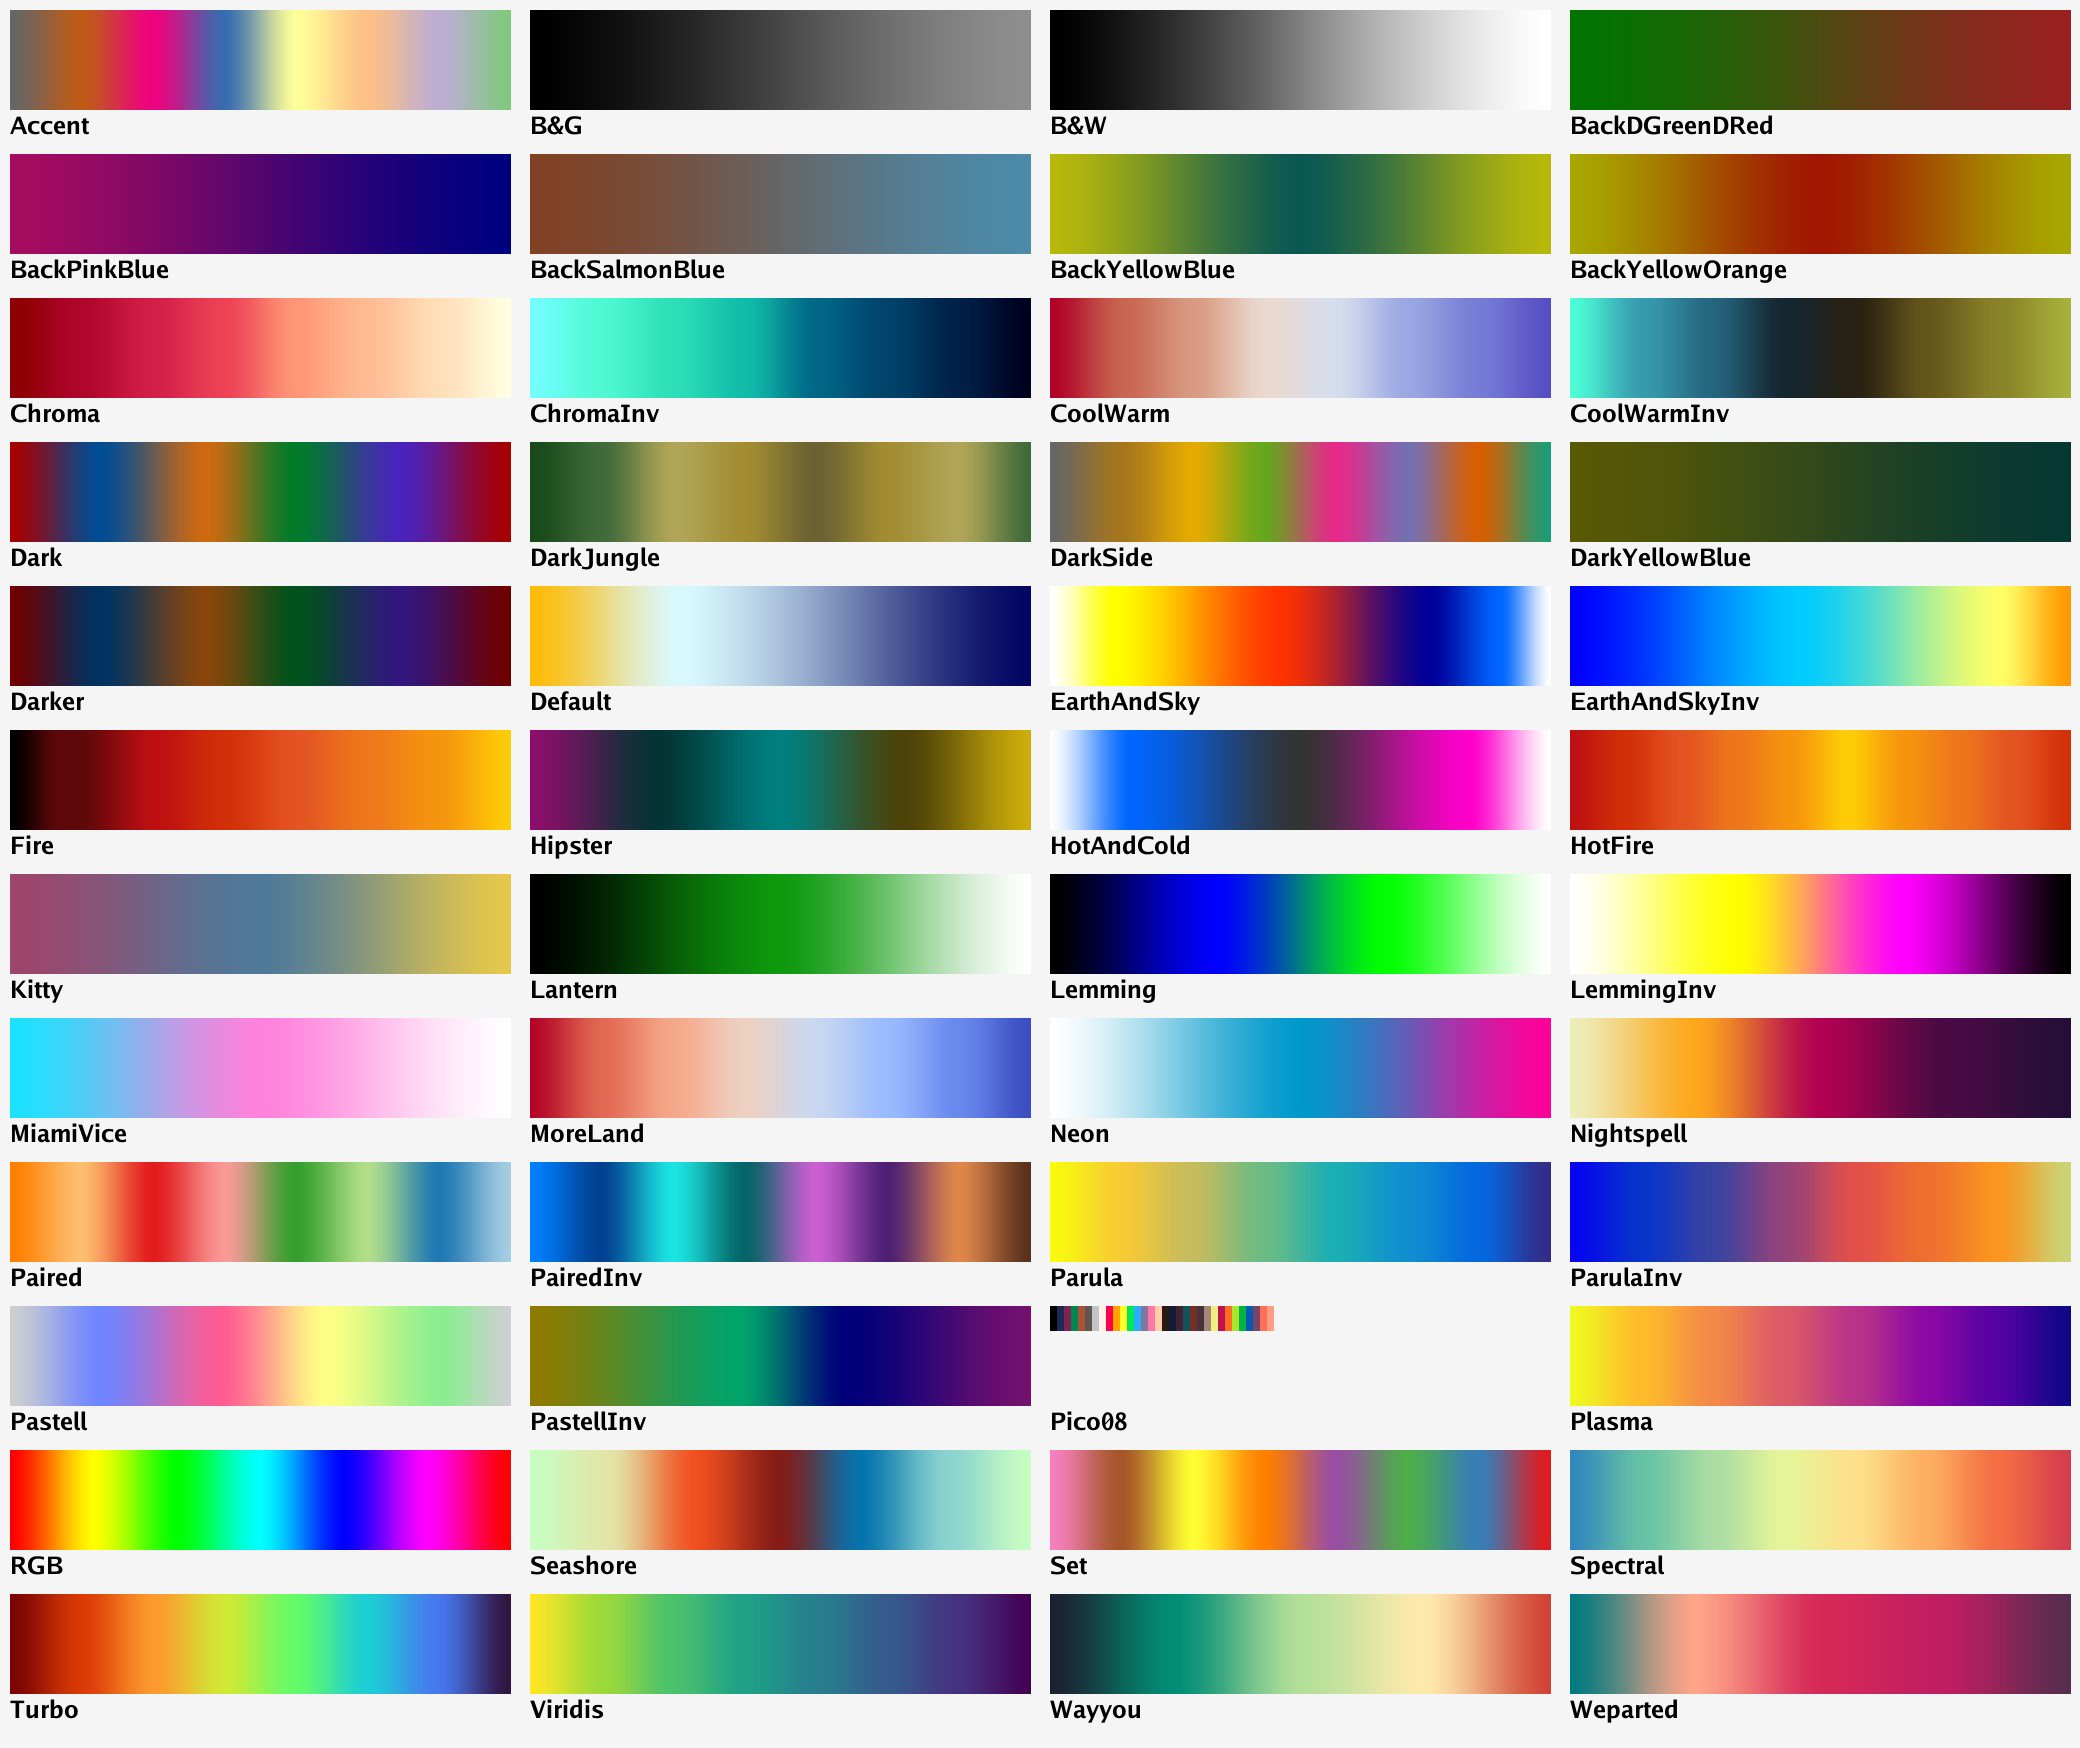 Accent B&G B&W BackDGreenDRed
BackPinkBlue BackSalmonBlue BackYellowBlue BackYellowOrange
Chroma ChromaInv CoolWarm CoolWarmInv
Dark DarkJungle DarkSide DarkYellowBlue
Darker Default EarthAndSky EarthAndSkyInv
Fire Hipster HotAndCold HotFire
Kitty Lantern Lemming LemmingInv
MiamiVice MoreLand Neon Nightspell
Paired PairedInv Parula ParulaInv
Pastell PastellInv Pico08 Plasma
RGB Seashore Set Spectral
Turbo Viridis Wayyou Weparted